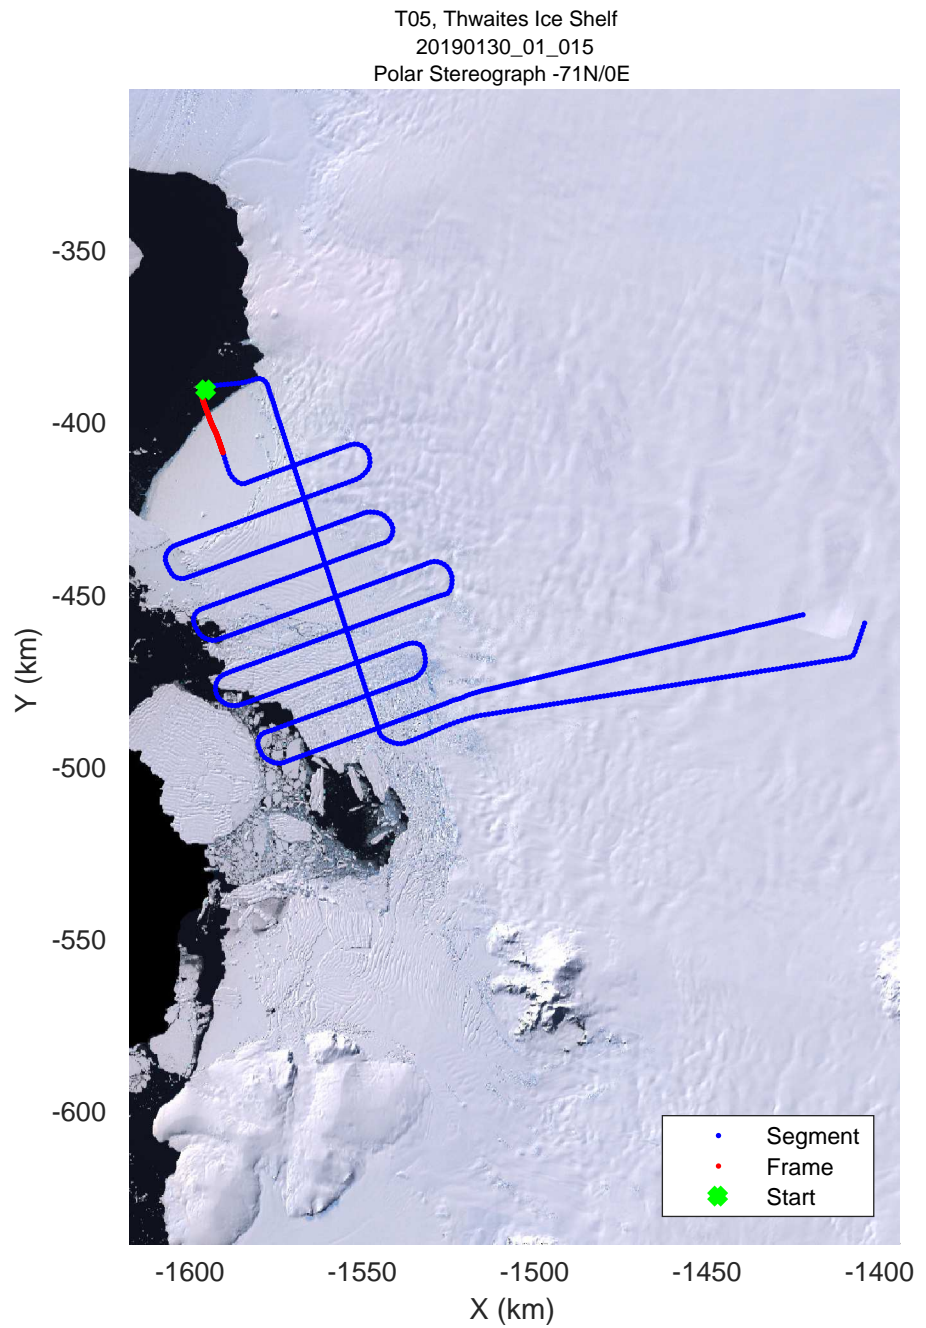 T05, Thwaites Ice Shelf
20190130_01_015
Polar Stereograph -71N/0E
-350
-400
-450
-500
-550
-600
Y (km)
Segment
Frame
Start
-1600
-1550
-1500
-1450
-1400
X (km)